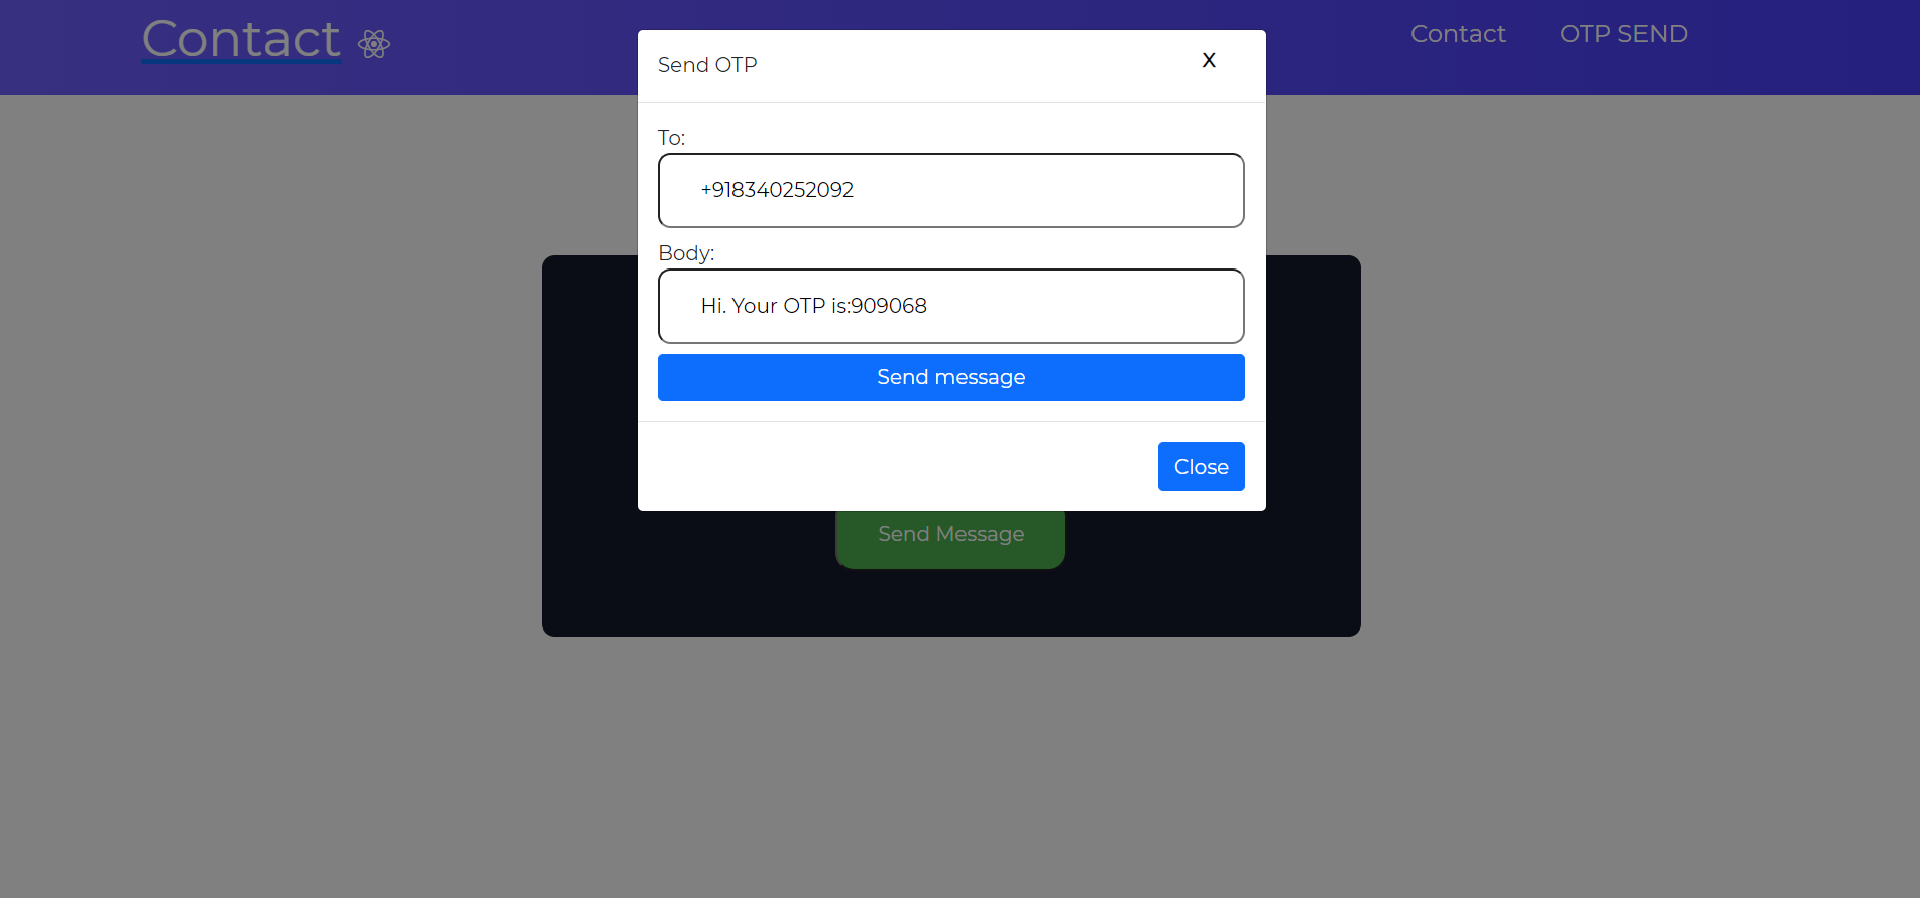 Contact
Contact OTP SEND
Send OTP X
To:
+918340252092
Body:
Hi. Your OTP is:909068
Send message
Close
Send Message